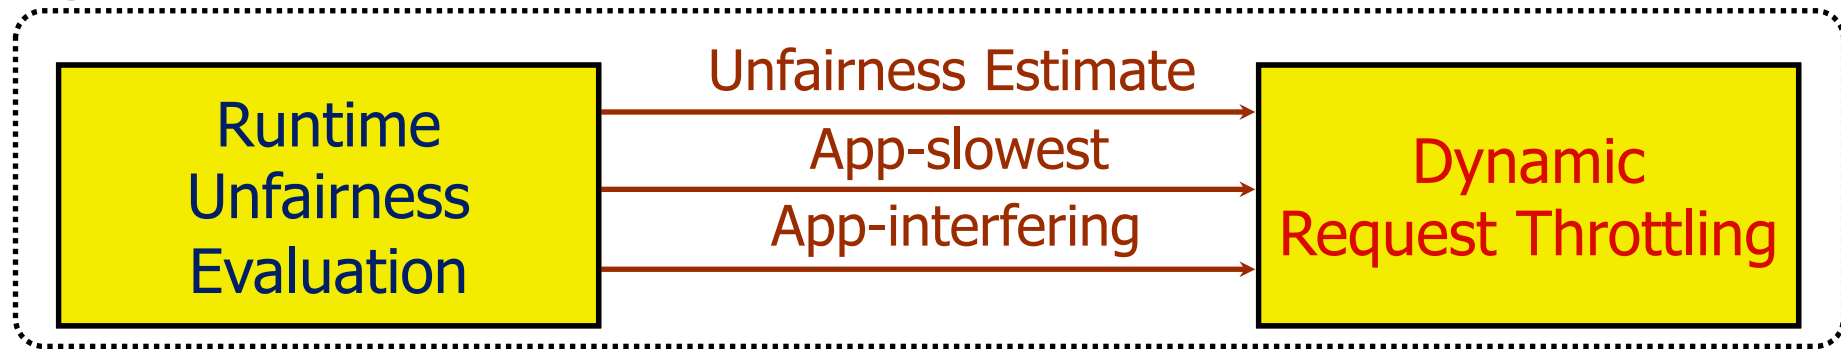 Runtime
Unfairness
Evaluation
Unfairness Estimate
App-slowest
App-interfering
Dynamic
Request Throttling